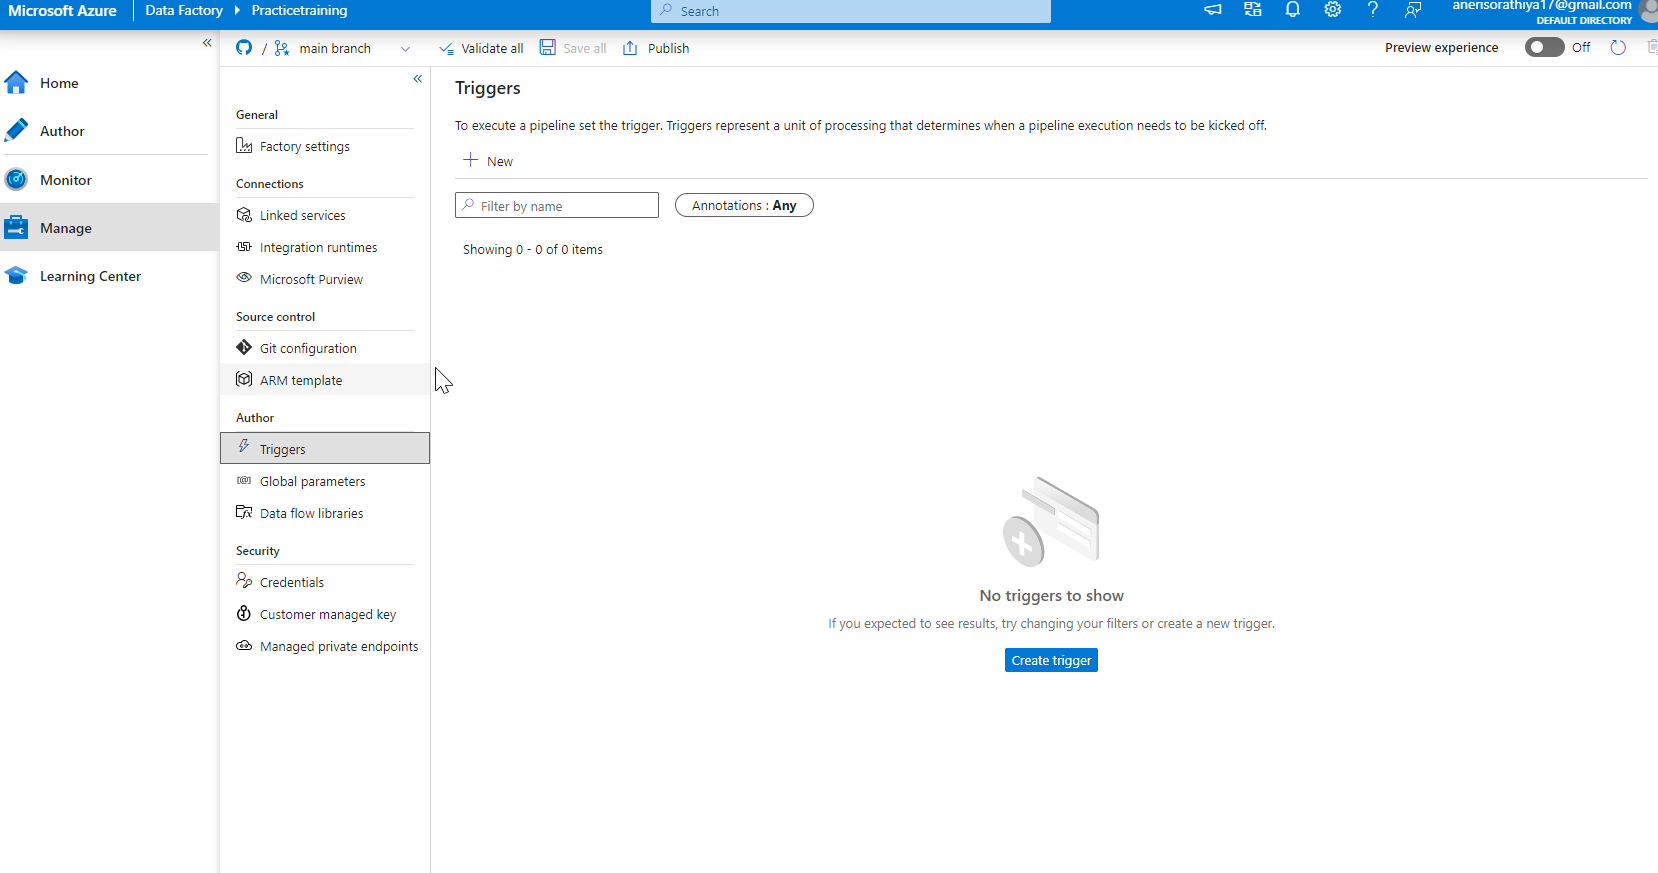 Microsoft Azure Data Factory Practicetraining Search anerisorathiya17@gmail.com
DEFAULT DIRECTORY
/ main branch Validate all Save all Publish Preview experience Off
Home
Author
Monitor
Manage
Learning Center
General
Factory settings
Connections
Linked services
Integration runtimes
Microsoft Purview
Source control
Git configuration
ARM template
Author
Triggers
Global parameters
Data flow libraries
Security
Credentials
Customer managed key
Managed private endpoints
Triggers
To execute a pipeline set the trigger. Triggers represent a unit of processing that determines when a pipeline execution needs to be kicked off.
New
Filter by name Annotations : Any
Showing 0 - 0 of 0 items
No triggers to show
If you expected to see results, try changing your filters or create a new trigger.
Create trigger